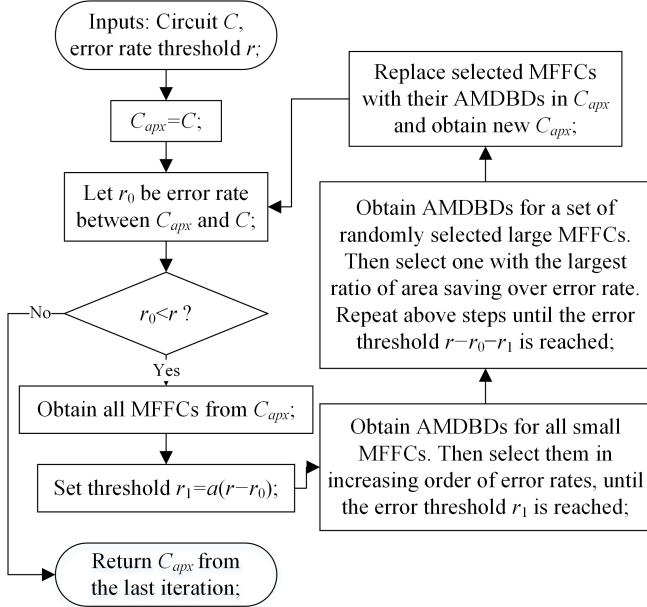 Inputs: Circuit C,
error rate threshold r;
Capx=C;
Let r0 be error rate
between Capx and C;
r0<r ?
No
Yes
Obtain all MFFCs from Capx;
Set threshold r1=a(r−r0);
Obtain AMDBDs for all small
MFFCs. Then select them in
increasing order of error rates, until
the error threshold r1 is reached;
Obtain AMDBDs for a set of
randomly selected large MFFCs.
Then select one with the largest
ratio of area saving over error rate.
Repeat above steps until the error
threshold r−r0−r1 is reached;
Replace selected MFFCs
with their AMDBDs in Capx
and obtain new Capx;
Return Capx from
the last iteration;